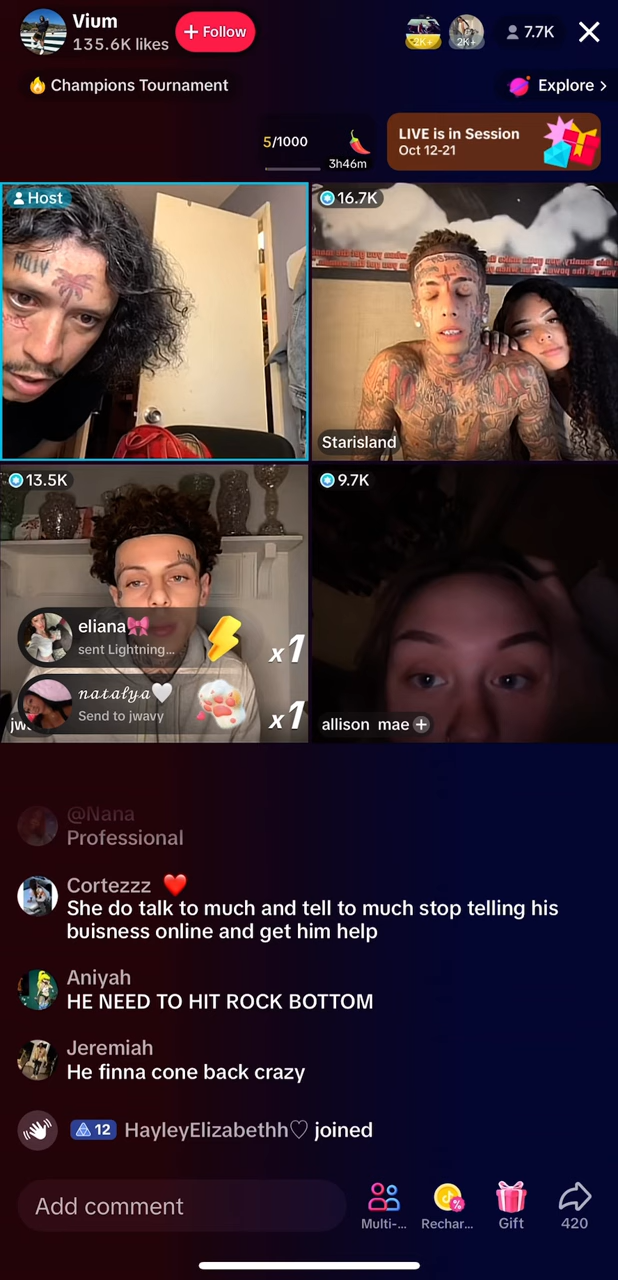 Vium
135.6K likes
+ Follow
2K+
2K+
7.7K
Champions Tournament
Explore >
5/1000
3h46m
LIVE is in Session
Oct 12-21
Host
16.7K
Starisland
13.5K
9.7K
eliana
sent Lightning...
x1
𝓷𝓪𝓽𝓪𝓵𝔂𝓪
Send to jwavy
x1
allison mae +
@Nana
Professional
Cortezzz
She do talk to much and tell to much stop telling his
buisness online and get him help
Aniyah
HE NEED TO HIT ROCK BOTTOM
Jeremiah
He finna cone back crazy
12 HayleyElizabethh♡ joined
Add comment
Multi-...
Rechar...
Gift
420